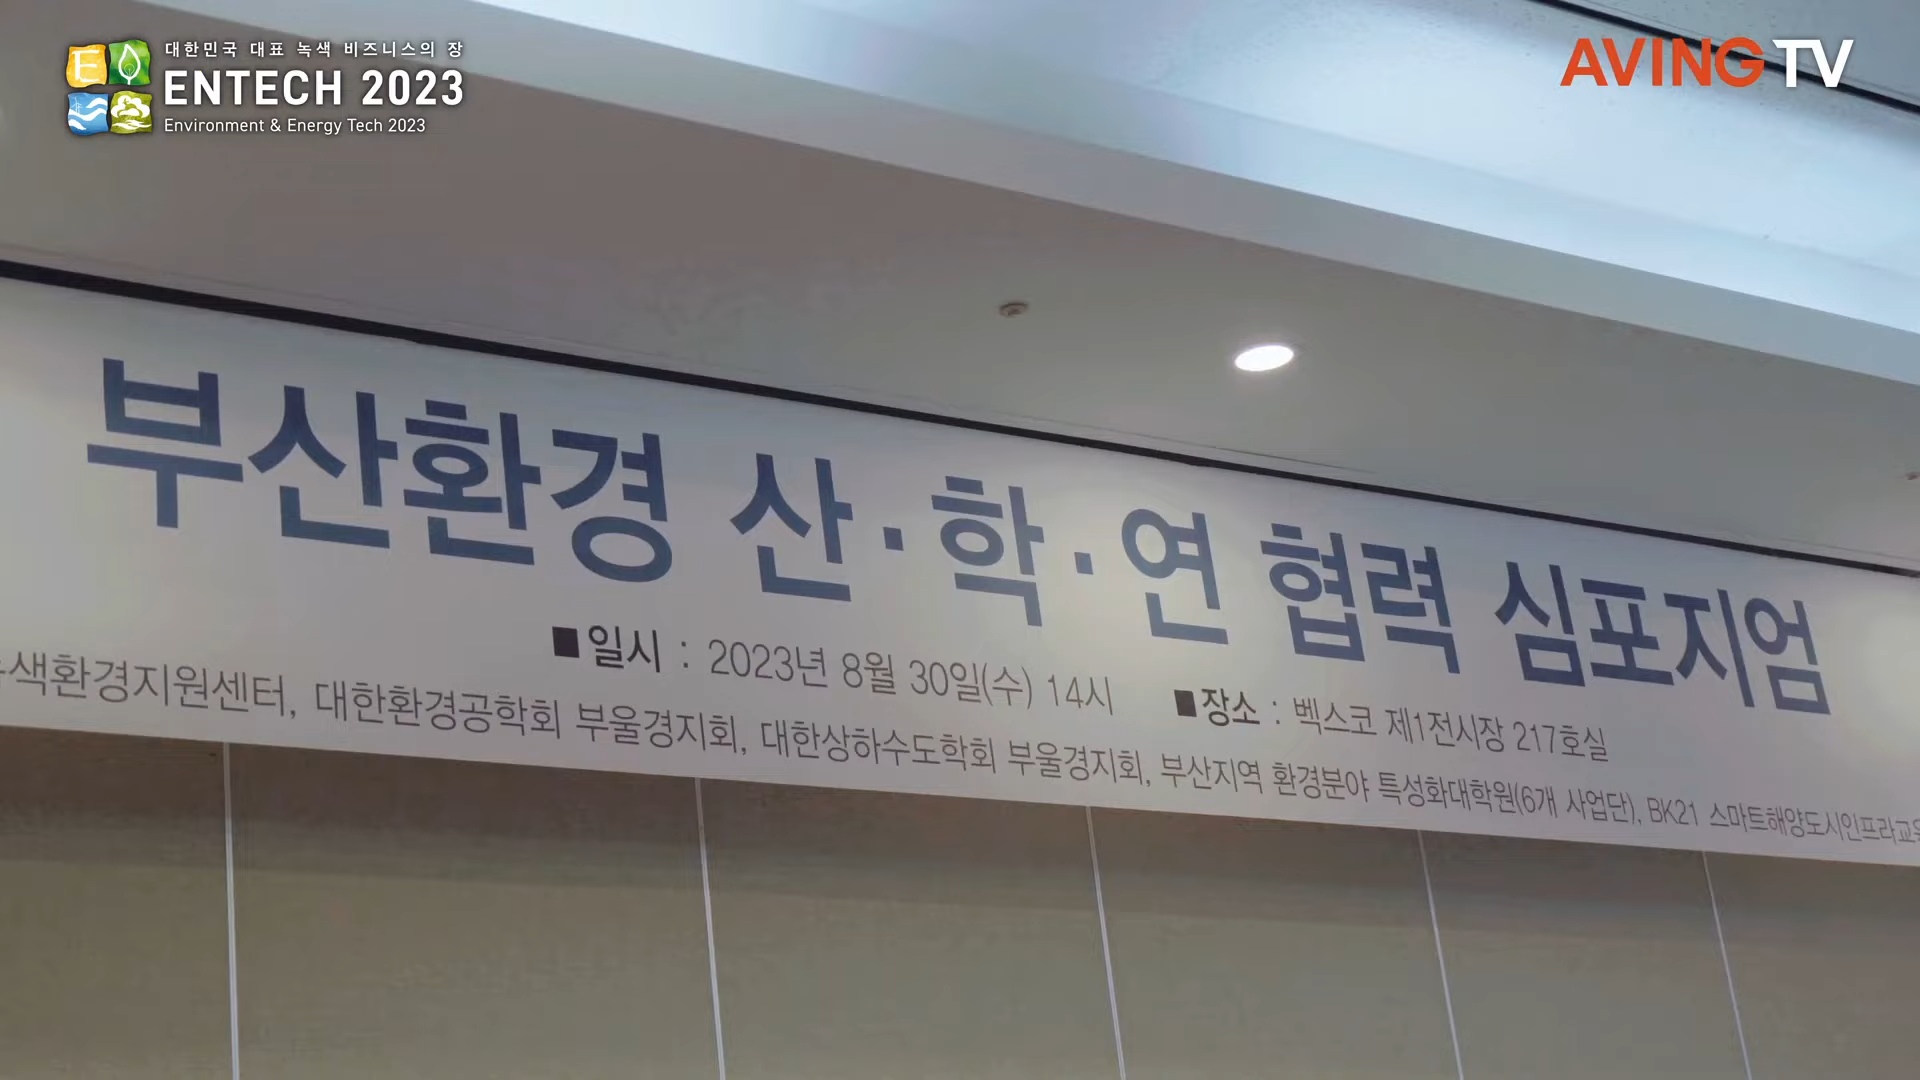 대한민국 대표 녹색 비즈니스의 장
ENTECH 2023
Environment & Energy Tech 2023
AVING TV
부산환경 산·학·연 협력 심포지엄
■일시 : 2023년 8월 30일(수) 14시 ■장소 : 벡스코 제1전시장 217호실
색환경지원센터, 대한환경공학회 부울경지회, 대한상하수도학회 부울경지회, 부산지역 환경분야 특성화대학원(6개 사업단), BK21 스마트해양도시인프라교육